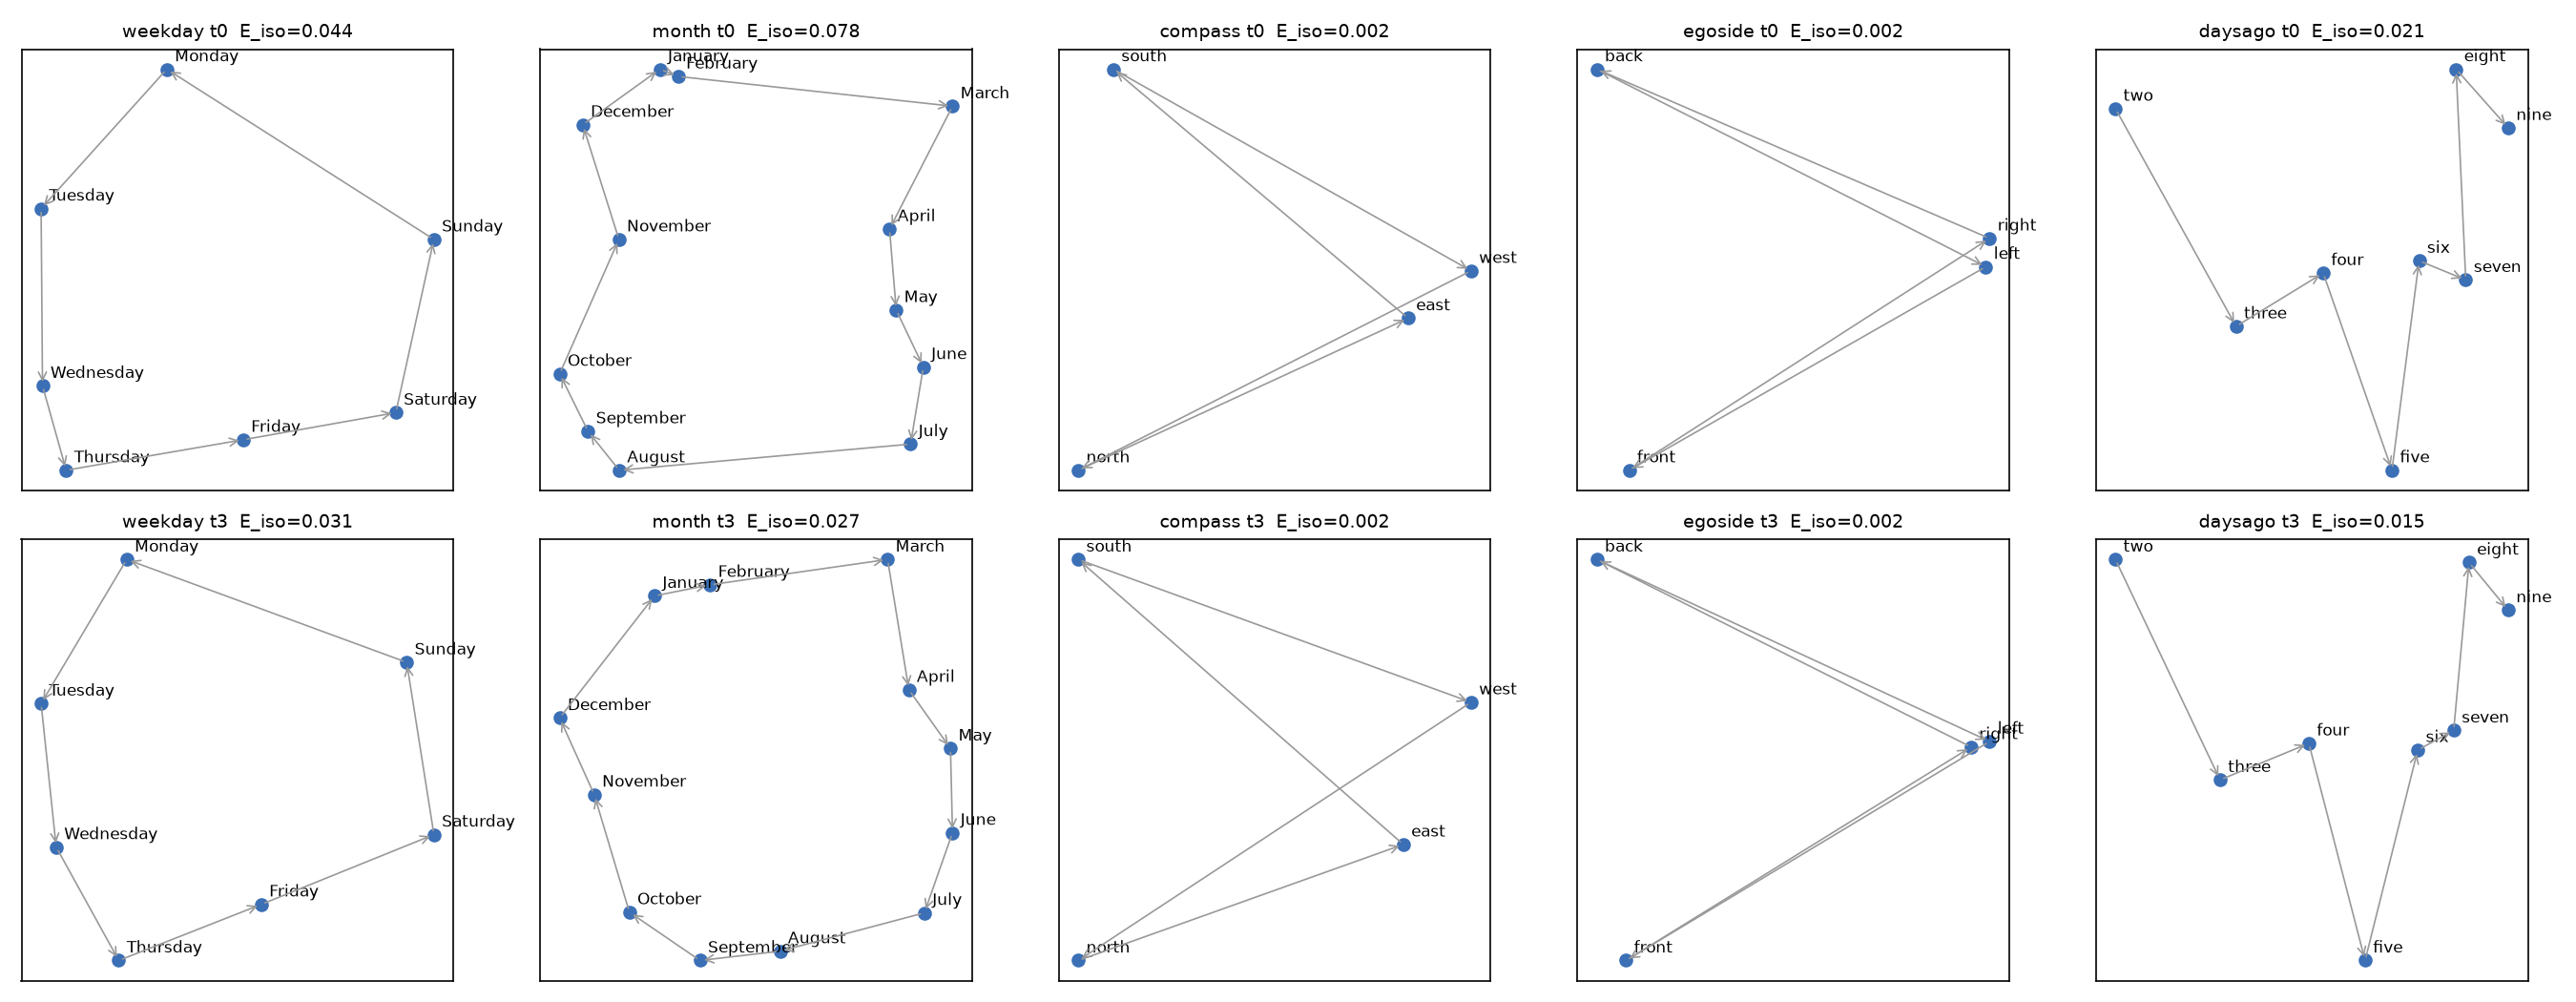 weekday t0 E_iso=0.044
Monday
Tuesday
Sunday
Wednesday
Saturday
Friday
Thursday
month t0 E_iso=0.078
January
February
March
December
April
November
May
June
October
September
July
August
compass t0 E_iso=0.002
south
west
east
north
egoside t0 E_iso=0.002
back
right
left
front
daysago t0 E_iso=0.021
eight
two
nine
six
four
seven
three
five
weekday t3 E_iso=0.031
Monday
Sunday
Tuesday
Saturday
Wednesday
Friday
Thursday
month t3 E_iso=0.027
March
February
January
April
December
May
November
June
October
July
August
September
compass t3 E_iso=0.002
south
west
east
north
egoside t3 E_iso=0.002
back
left
right
front
daysago t3 E_iso=0.015
two
eight
nine
seven
four
six
three
five